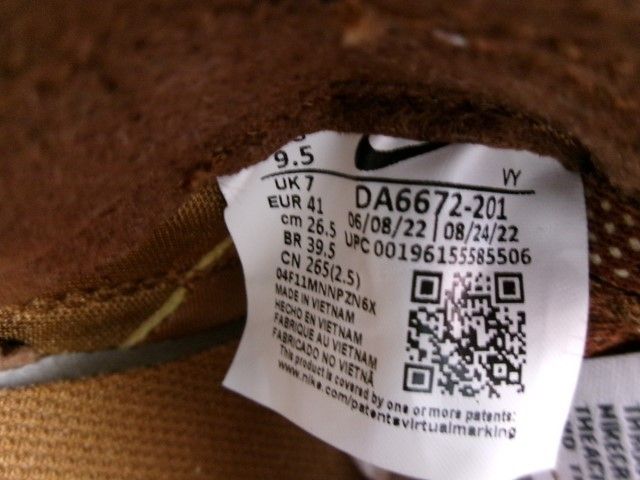 9.5
VY
UK 7
DA6672-201
EUR 41
06/08/22 | 08/24/22
cm 26.5
UPC 00196155585506
BR 39.5
CN 265(2.5)
MADE IN VIETNAM
HECHO EN VIETNAM
FABRIQUE AU VIETNAM
FABRICADO NO VIETNÃ
This product is covered by one or more patents:
www.nike.com/patentsvirtualmarking